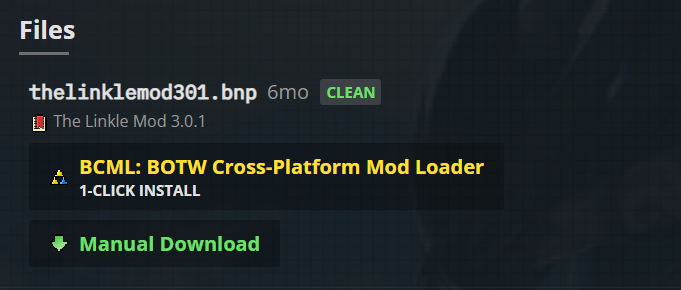 Files
thelinklemod301.bnp 6mo CLEAN
The Linkle Mod 3.0.1
BCML: BOTW Cross-Platform Mod Loader
1-CLICK INSTALL
Manual Download